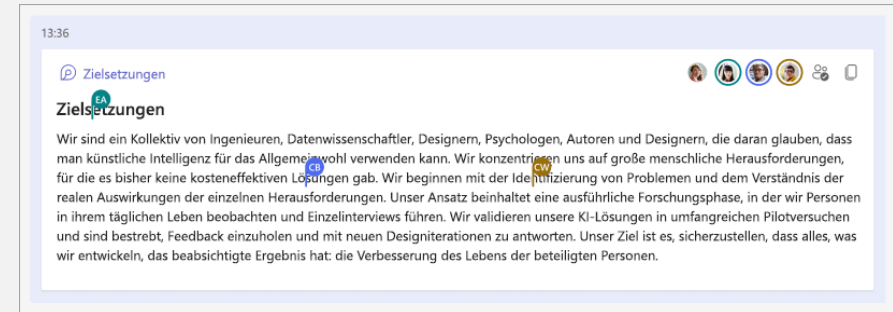 13:36
Zielsetzungen
EA
Zielsetzungen
Wir sind ein Kollektiv von Ingenieuren, Datenwissenschaftler, Designern, Psychologen, Autoren und Designern, die daran glauben, dass
man künstliche Intelligenz für das Allgemeinwohl verwenden kann. Wir konzentrieren uns auf große menschliche Herausforderungen,
CB
CW
für die es bisher keine kosteneffektiven Lösungen gab. Wir beginnen mit der Identifizierung von Problemen und dem Verständnis der
realen Auswirkungen der einzelnen Herausforderungen. Unser Ansatz beinhaltet eine ausführliche Forschungsphase, in der wir Personen
in ihrem täglichen Leben beobachten und Einzelinterviews führen. Wir validieren unsere KI-Lösungen in umfangreichen Pilotversuchen
und sind bestrebt, Feedback einzuholen und mit neuen Designiterationen zu antworten. Unser Ziel ist es, sicherzustellen, dass alles, was
wir entwickeln, das beabsichtigte Ergebnis hat: die Verbesserung des Lebens der beteiligten Personen.